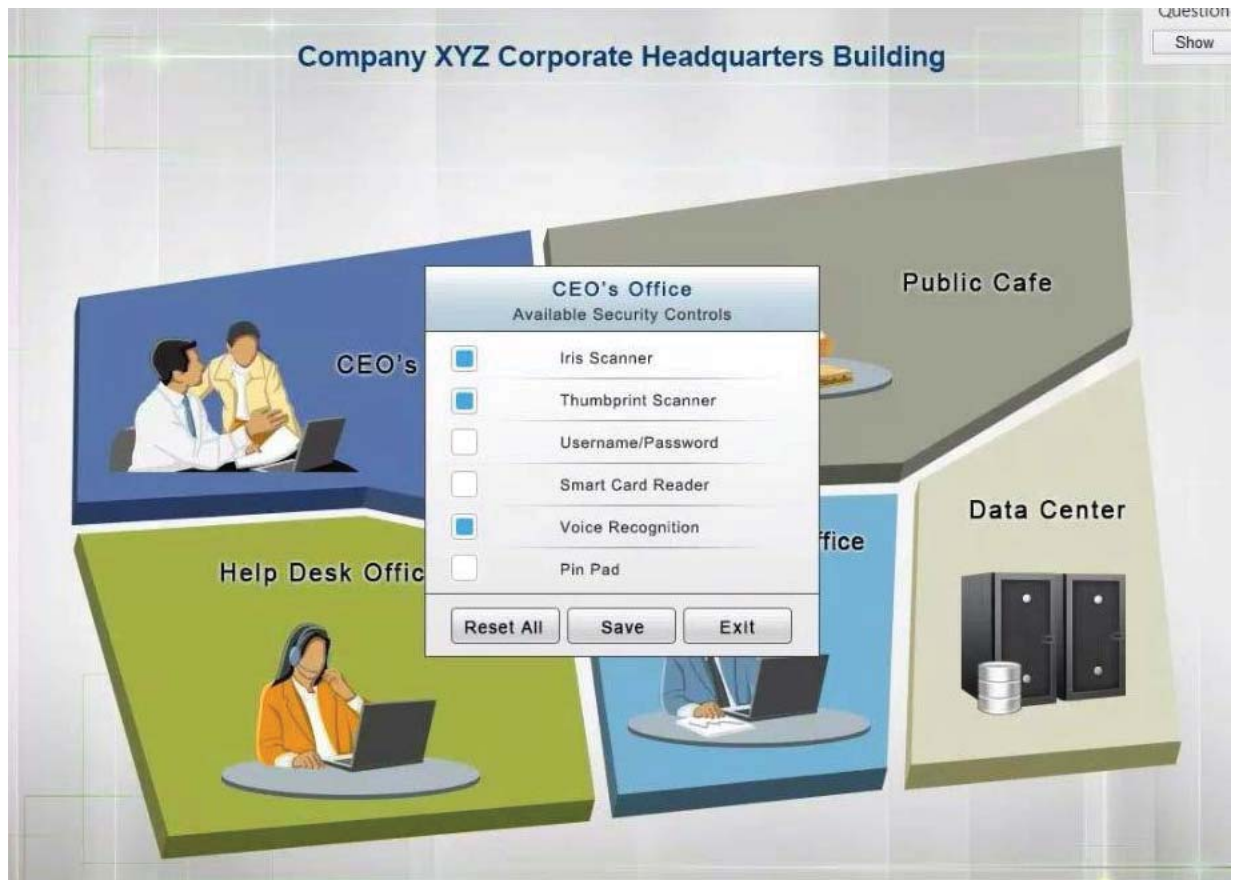 Question
Show
Company XYZ Corporate Headquarters Building
Public Cafe
CEO's Office
Available Security Controls
CEO's
Iris Scanner
Thumbprint Scanner
Username/Password
Smart Card Reader
Voice Recognition
Pin Pad
Data Center
ffice
Help Desk Offic
Reset All
Save
Exit